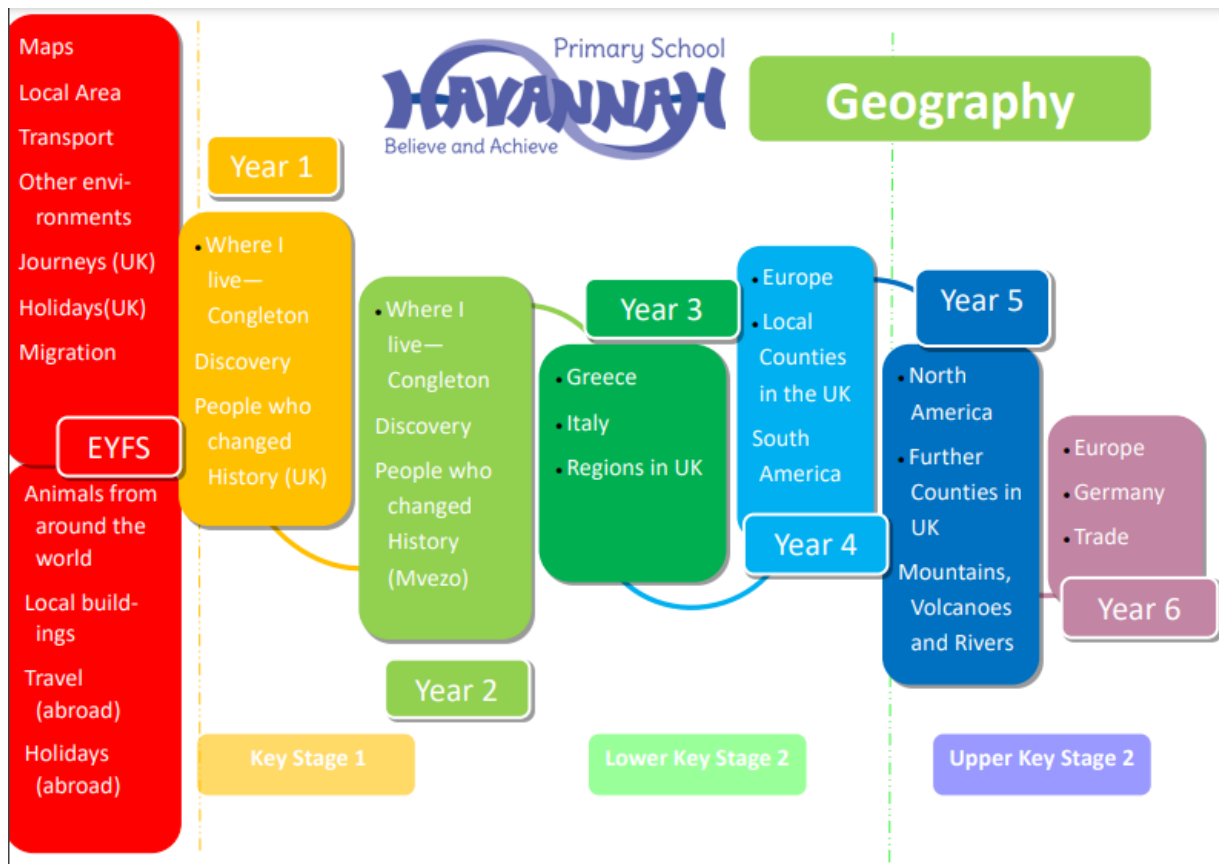 Primary School
HAVANNAH
Believe and Achieve
Geography
Maps
Local Area
Transport
Other envi-
ronments
Journeys (UK)
Holidays(UK)
Migration
EYFS
Animals from
around the
world
Local build-
ings
Travel
(abroad)
Holidays
(abroad)
Year 1
• Where I
live—
Congleton
Discovery
People who
changed
History (UK)
• Where I
live—
Congleton
Discovery
People who
changed
History
(Mvezo)
Year 2
Year 3
• Greece
• Italy
• Regions in UK
• Europe
• Local
Counties
in the UK
South
America
Year 4
Year 5
• North
America
• Further
Counties in
UK
Mountains,
Volcanoes
and Rivers
• Europe
• Germany
• Trade
Year 6
Key Stage 1
Lower Key Stage 2
Upper Key Stage 2